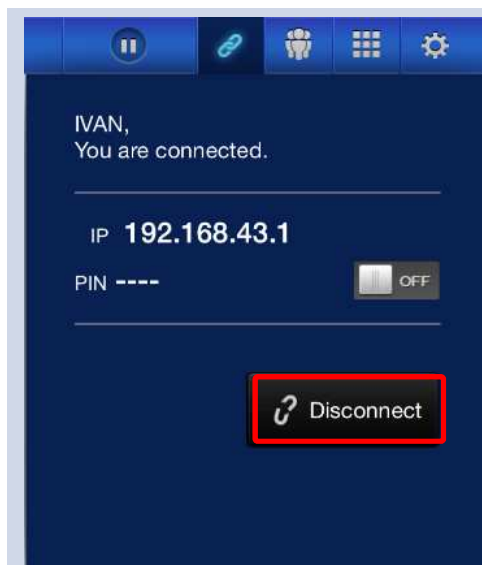 IVAN,
You are connected.
IP 192.168.43.1
PIN ----
OFF
Disconnect